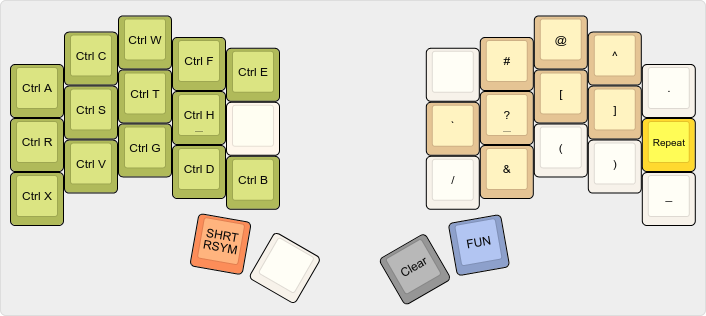 Ctrl A
Ctrl C
Ctrl W
Ctrl F
Ctrl E
Ctrl R
Ctrl S
Ctrl T
Ctrl H
_
Ctrl X
Ctrl V
Ctrl G
Ctrl D
Ctrl B
SHRT
RSYM
#
@
^
.
`
?
_
[
]
Repeat
/
&
(
)
_
Clear
FUN